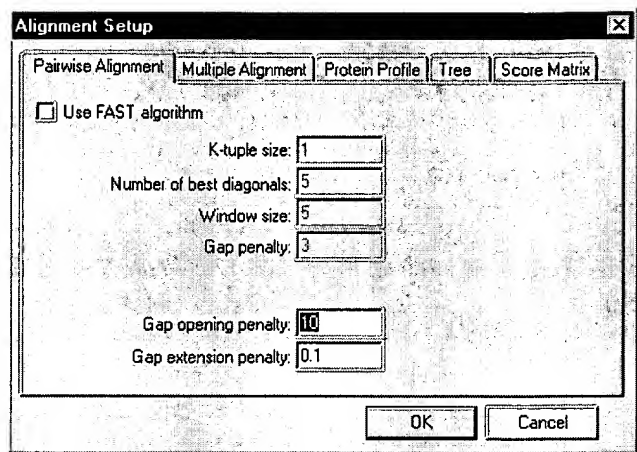 Alignment Setup
Pairwise Alignment Multiple Alignment Protein Profile Tree Score Matrix
Use FAST algorithm
K-tuple size: 1
Number of best diagonals: 5
Window size: 5
Gap penalty: 3
Gap opening penalty: 10
Gap extension penalty: 0.1
OK Cancel